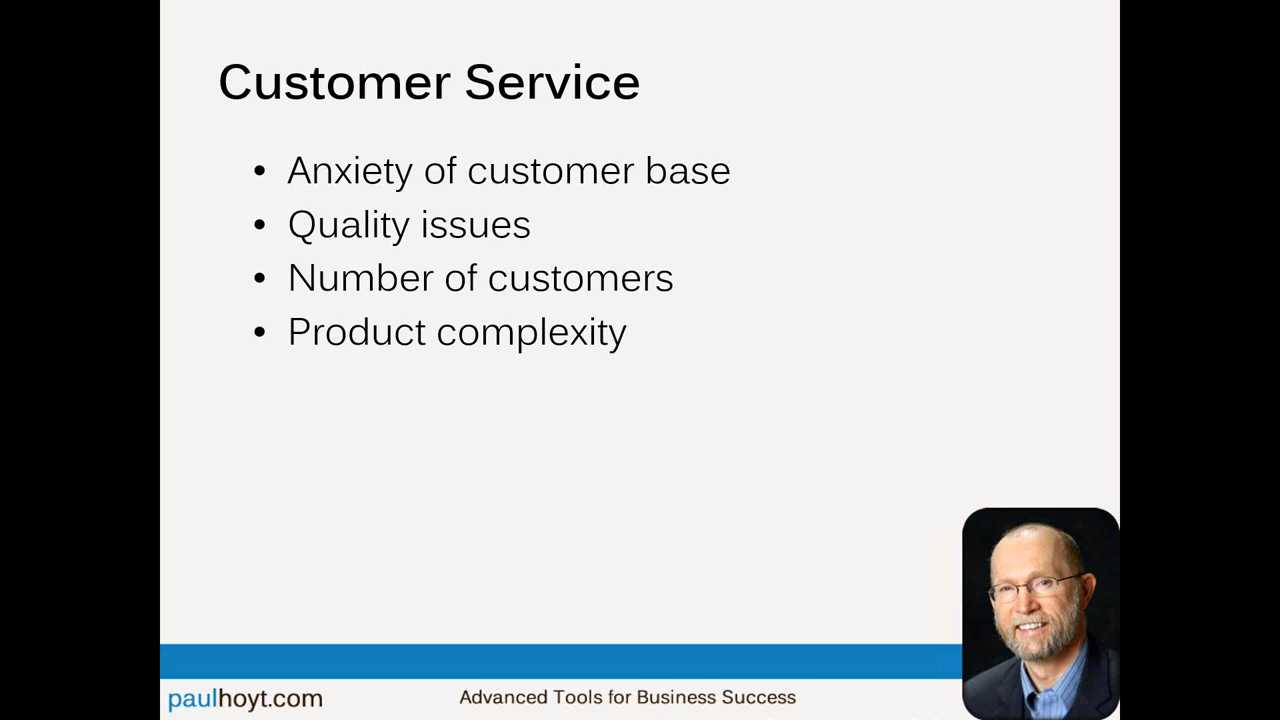 Customer Service
• Anxiety of customer base
• Quality issues
• Number of customers
• Product complexity
paulhoyt.com
Advanced Tools for Business Success